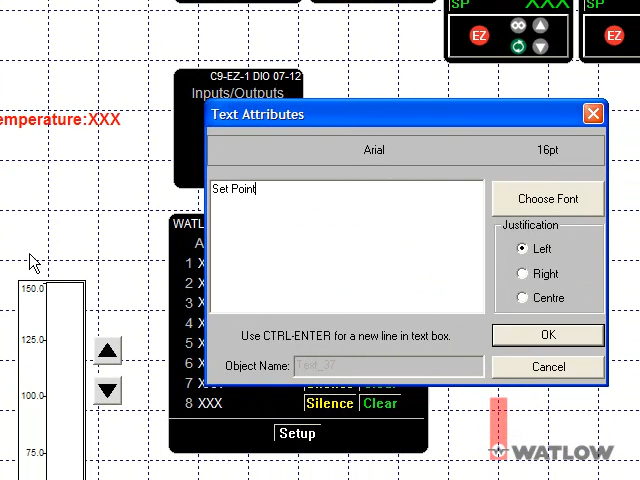 SP XXX
SP
EZ
EZ
C9-EZ-1 DIO 07-12
Inputs/Outputs
emperature:XXX
Text Attributes
Arial
16pt
Set Point
Choose Font
Justification
Left
Right
Centre
WATL
A
1 X
2 X
3 X
4 X
5 X
6 X
7
8 XXX
Silence Clear
Setup
Use CTRL-ENTER for a new line in text box.
OK
Object Name: Text_37
Cancel
150.0
125.0
100.0
75.0
WATLOW